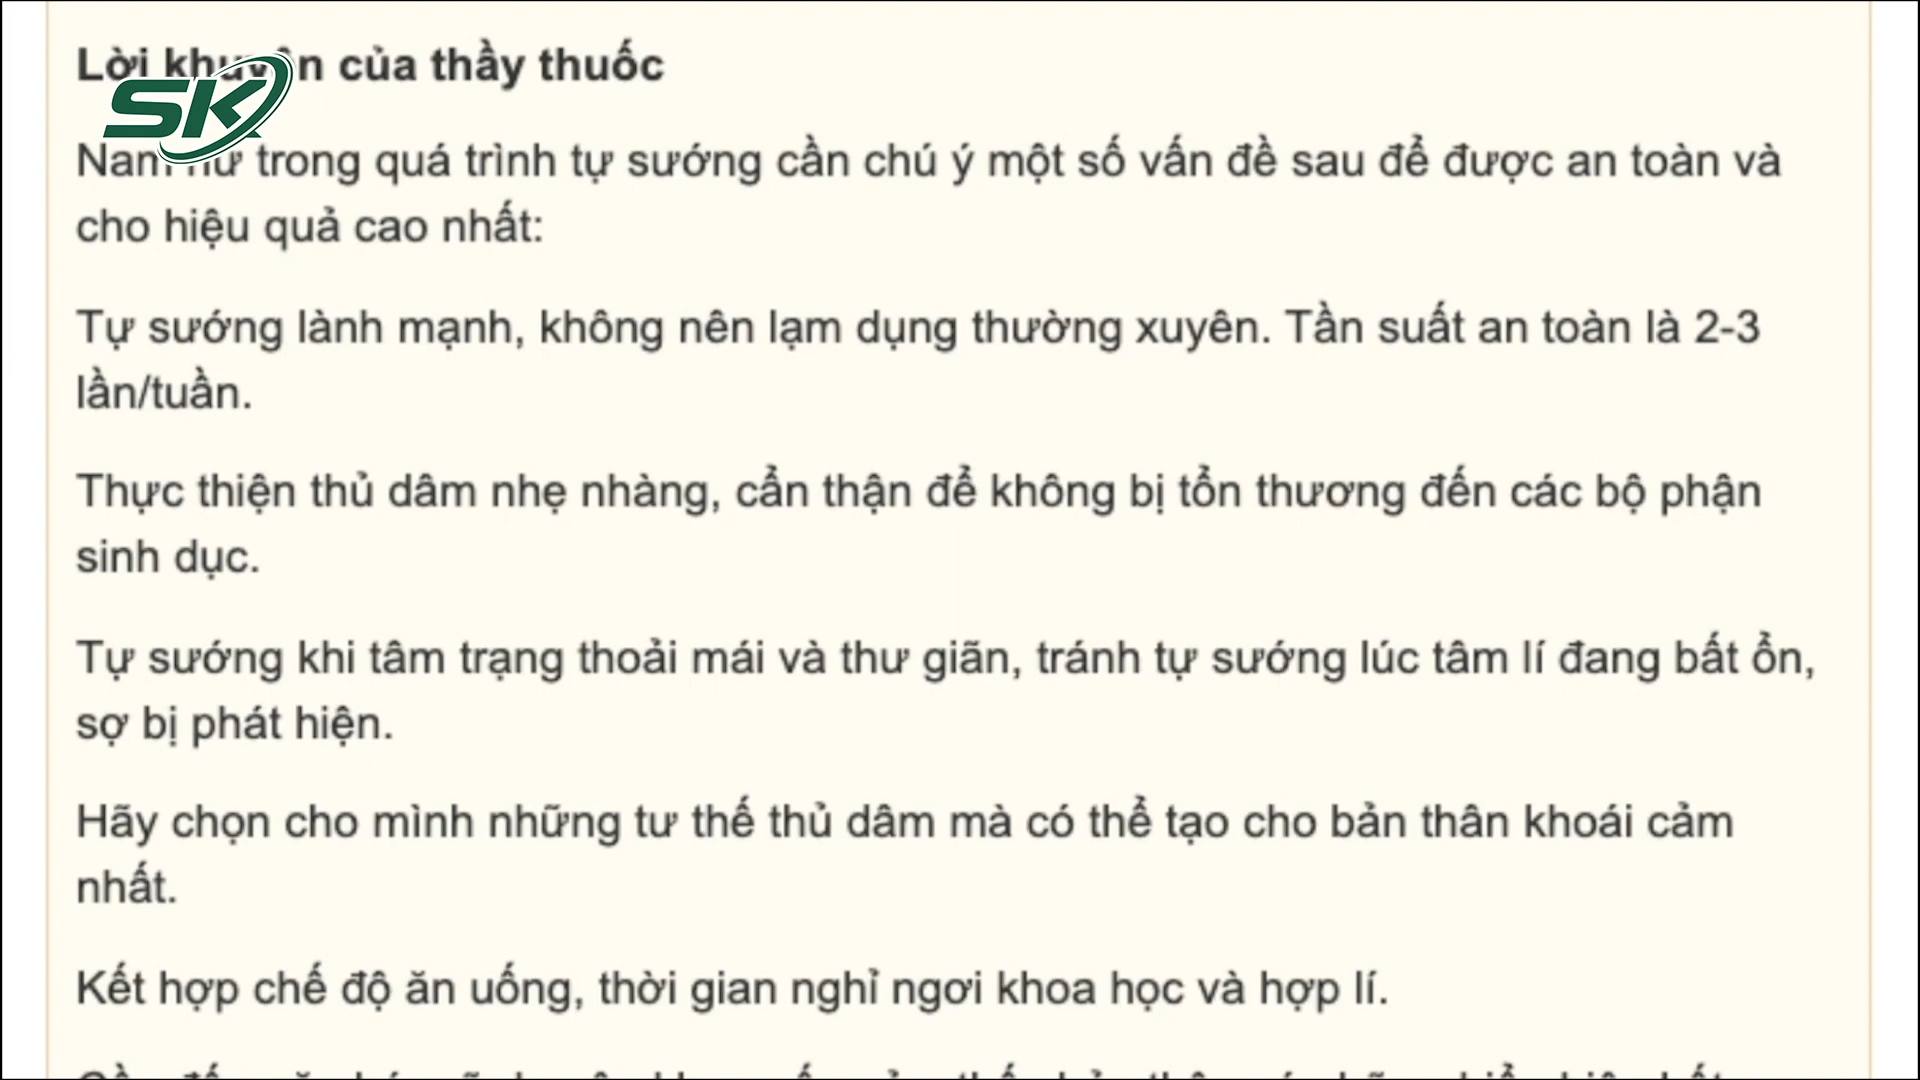 Lời khuyên của thầy thuốc
SK
Nam nữ trong quá trình tự sướng cần chú ý một số vấn đề sau để được an toàn và
cho hiệu quả cao nhất:
Tự sướng lành mạnh, không nên lạm dụng thường xuyên. Tần suất an toàn là 2-3
lần/tuần.
Thực thiện thủ dâm nhẹ nhàng, cẩn thận để không bị tổn thương đến các bộ phận
sinh dục.
Tự sướng khi tâm trạng thoải mái và thư giãn, tránh tự sướng lúc tâm lí đang bất ổn,
sợ bị phát hiện.
Hãy chọn cho mình những tư thế thủ dâm mà có thể tạo cho bản thân khoái cảm
nhất.
Kết hợp chế độ ăn uống, thời gian nghỉ ngơi khoa học và hợp lí.